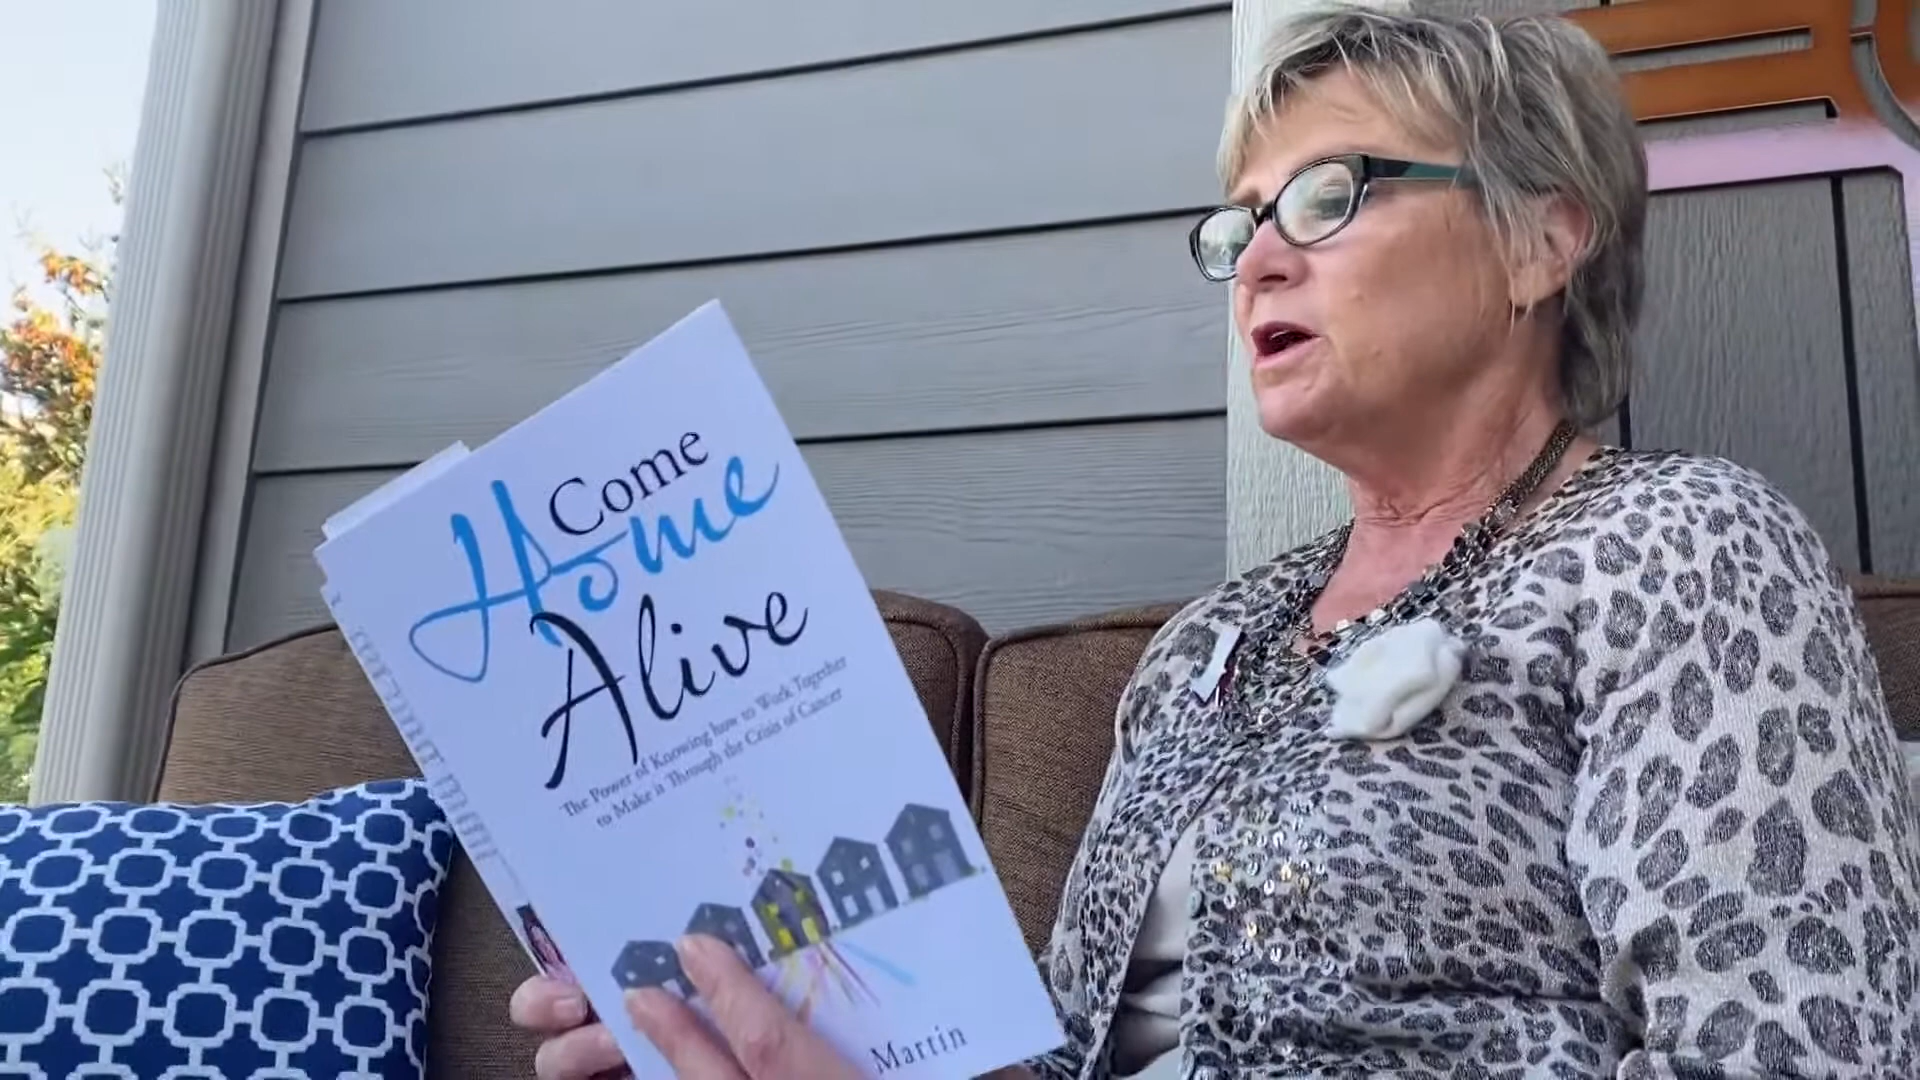 Come
Home
Alive
The Power of Knowing how to Work Together
to Make it Through the Crisis of Cancer
Martin